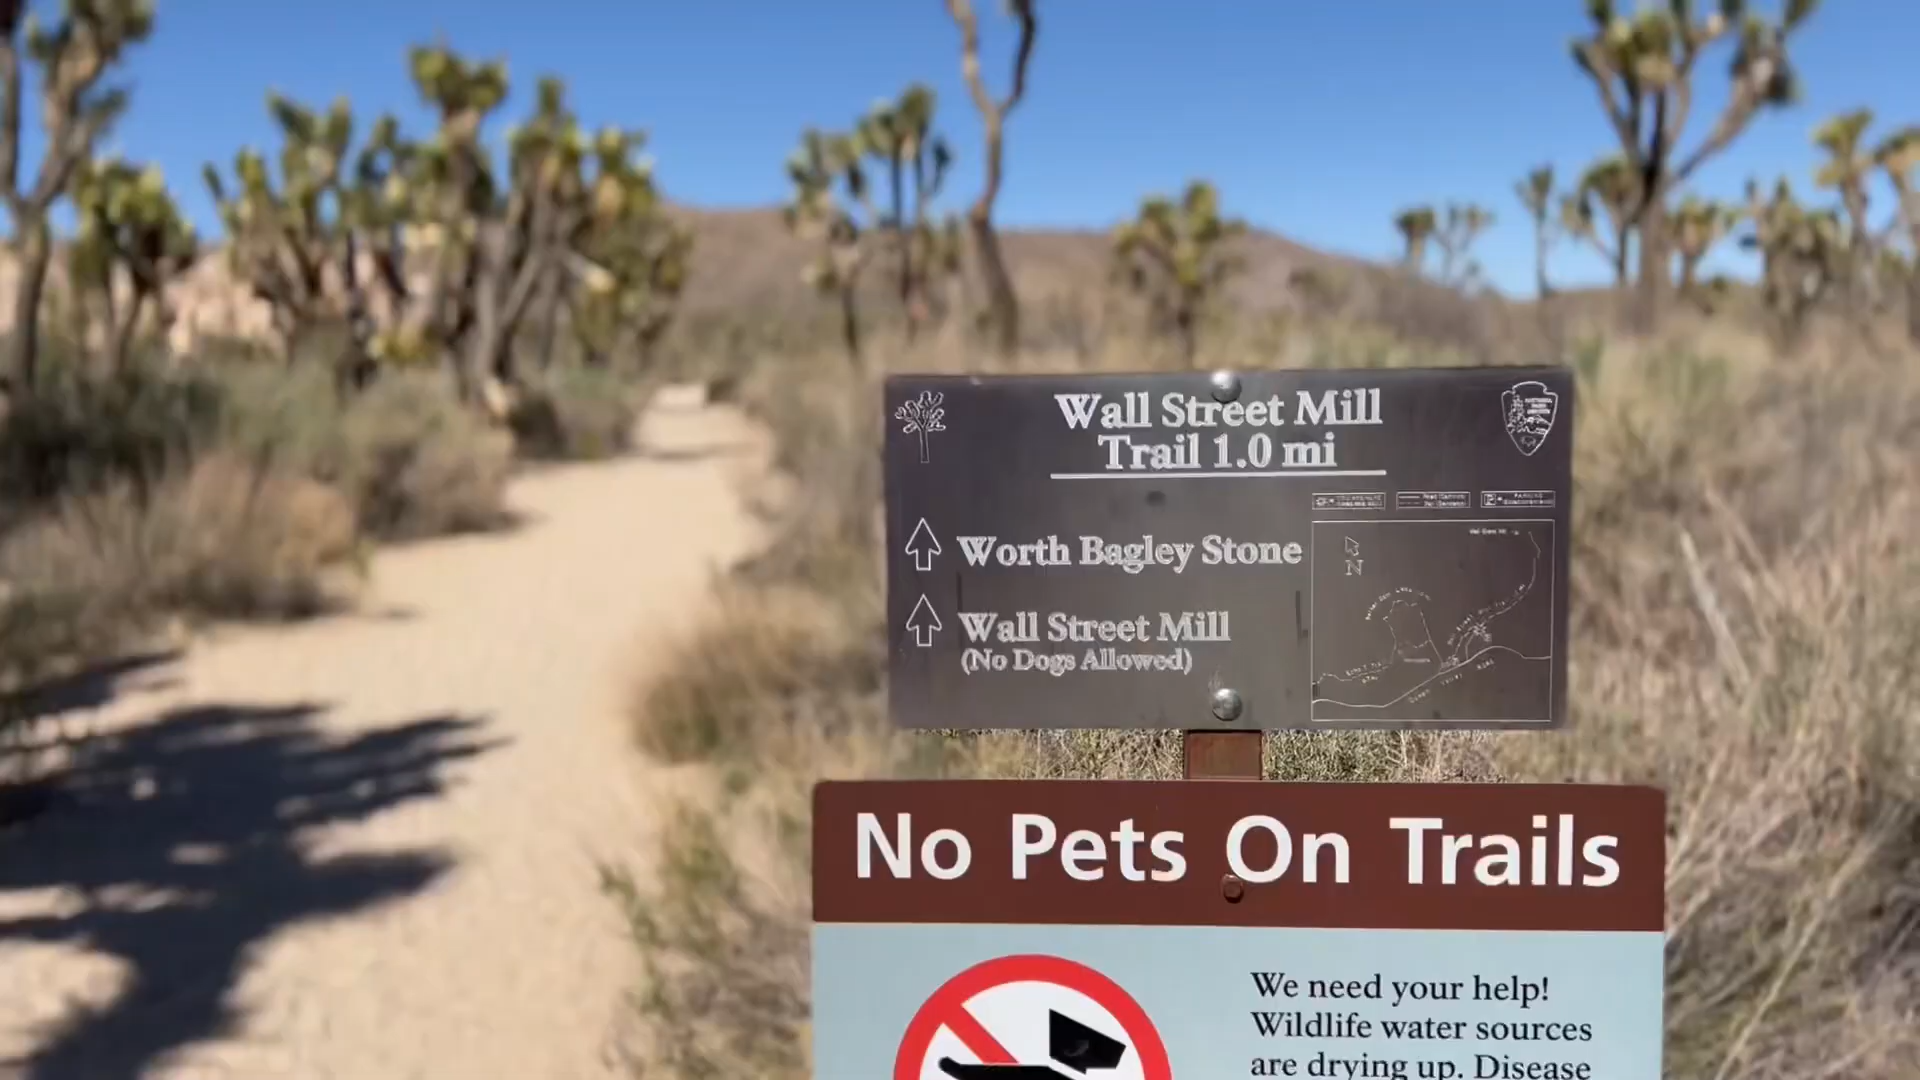 Wall Street Mill
Trail 1.0 mi
Worth Bagley Stone
Wall Street Mill
(No Dogs Allowed)
N
No Pets On Trails
We need your help!
Wildlife water sources
are drying up. Disease